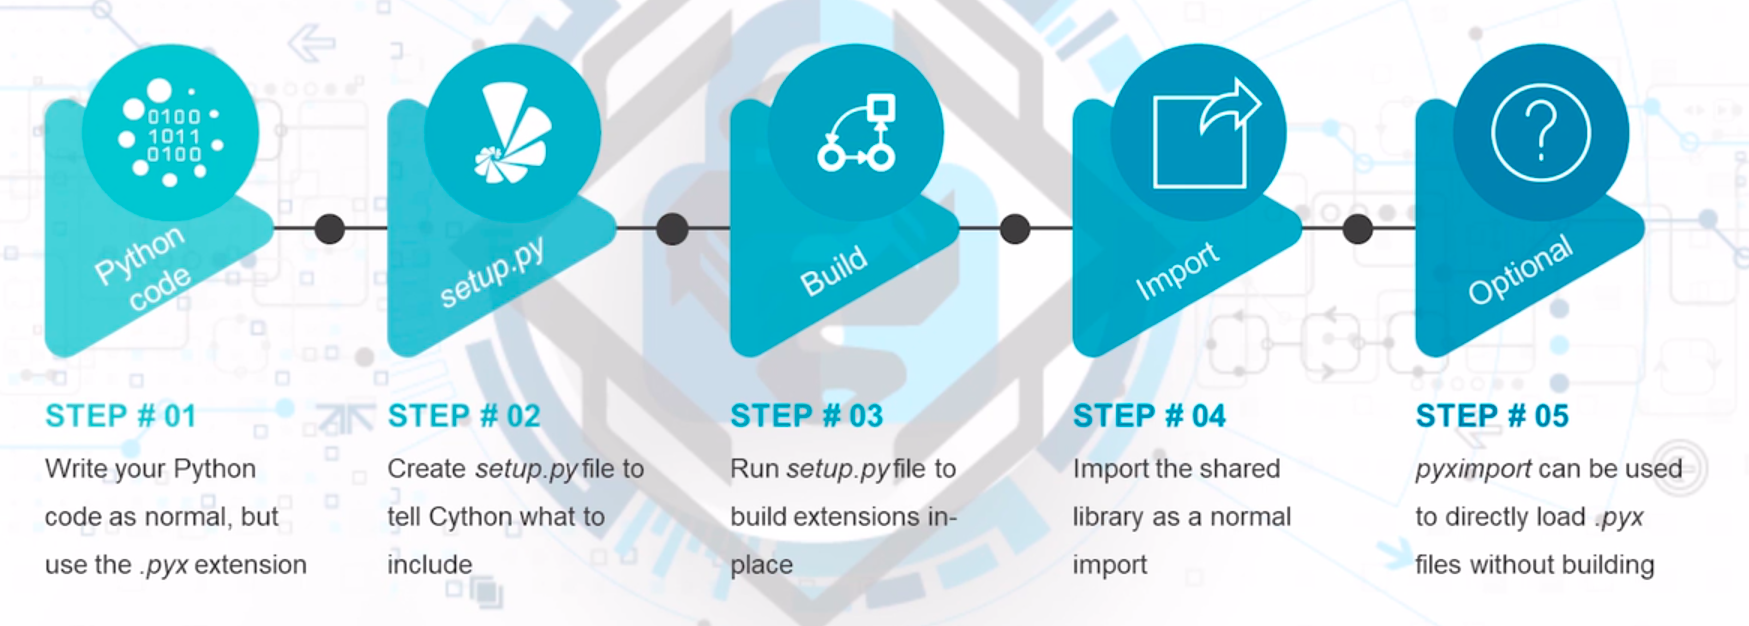 0100
1011
0100
Python
code
setup.py
Build
Import
Optional
STEP # 01
Write your Python
code as normal, but
use the .pyx extension
STEP # 02
Create setup.py file to
tell Cython what to
include
STEP # 03
Run setup.py file to
build extensions in-
place
STEP # 04
Import the shared
library as a normal
import
STEP # 05
pyximport can be used
to directly load .pyx
files without building